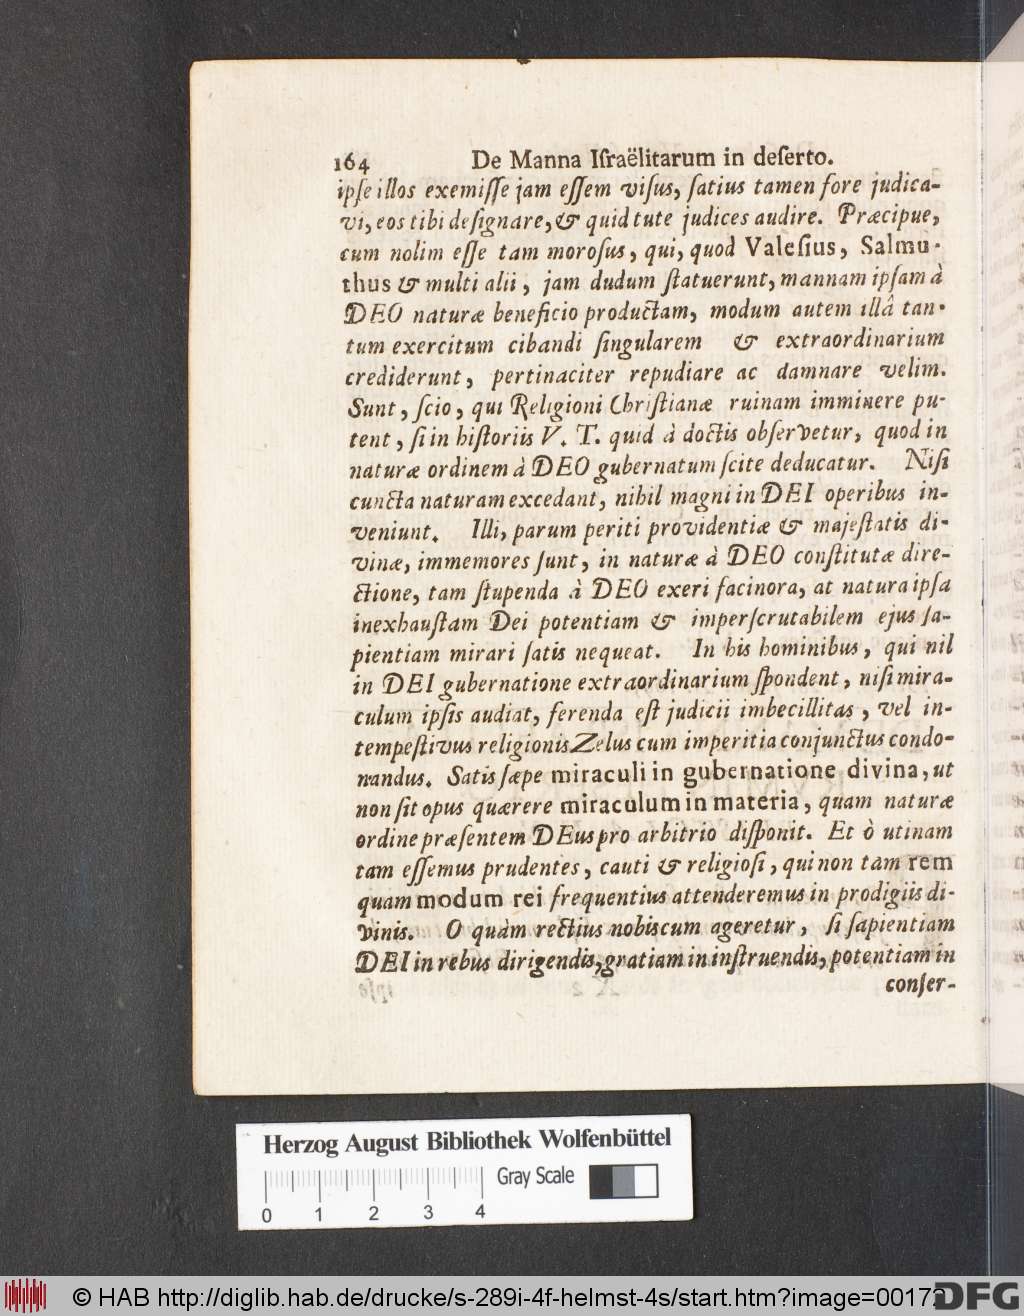 164 De Manna Iſraëlitarum in deſerto.
ipſe illos exemiſſe jam eſſem viſus, ſatius tamen fore judica-
vi, eos tibi deſignare, & quid tute judices audire. Præcipue,
cum nolim eſſe tam moroſus, qui, quod Valeſius, Salmu-
thus & multi alii, jam dudum ſtatuerunt, mannam ipſam à
DEO naturæ beneficio productam, modum autem illâ tan-
tum exercitum cibandi ſingularem & extraordinarium
crediderunt, pertinaciter repudiare ac damnare velim.
Sunt, ſcio, qui Religioni Chriſtianæ ruinam imminere pu-
tent, ſi in hiſtoriis V. T. quid à doctis obſervetur, quod in
naturæ ordinem à DEO gubernatum ſcite deducatur. Niſi
cuncta naturam excedant, nihil magni in DEI operibus in-
veniunt. Illi, parum periti providentiæ & majeſtatis di-
vinæ, immemores ſunt, in naturæ à DEO conſtitutæ dire-
ctione, tam ſtupenda à DEO exeri facinora, at natura ipſa
inexhauſtam Dei potentiam & imperſcrutabilem ejus ſa-
pientiam mirari ſatis nequeat. In his hominibus, qui nil
in DEI gubernatione extraordinarium ſpondent, niſi mira-
culum ipſis audiat, ferenda eſt judicii imbecillitas, vel in-
tempeſtivus religionis Zelus cum imperitia conjunctus condo-
nandus. Satis ſæpe miraculi in gubernatione divina, ut
non ſit opus quærere miraculum in materia, quam naturæ
ordine præſentem DEus pro arbitrio diſponit. Et ò utinam
tam eſſemus prudentes, cauti & religioſi, qui non tam rem
quam modum rei frequentius attenderemus in prodigiis di-
vinis. O quàm rectius nobiscum ageretur, ſi ſapientiam
DEI in rebus dirigendis, gratiam in inſtruendis, potentiam in
conſer-
Herzog August Bibliothek Wolfenbüttel
Gray Scale
0 1 2 3 4
© HAB http://diglib.hab.de/drucke/s-289i-4f-helmst-4s/start.htm?image=00172
DFG